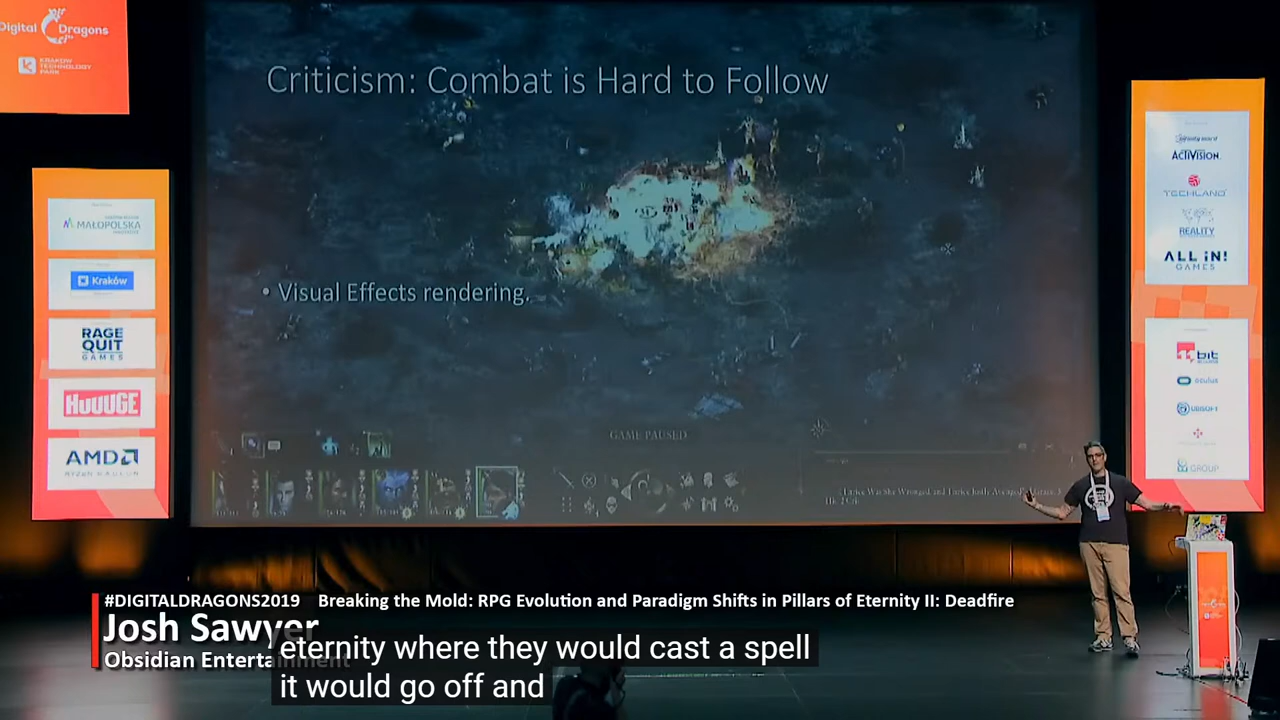 Digital Dragons
KRAKOW
TECHNOLOGY
PARK
Criticism: Combat is Hard to Follow
• Visual Effects rendering.
GAME PAUSED
MAŁOPOLSKA
Kraków
RAGE
QUIT
GAMES
HUUUGE
AMD
RYZEN RADEON
ACTIVISION
TECHLAND
REALITY
ALL iN!
GAMES
11 bit
oculus
UBISOFT
GROUP
#DIGITALDRAGONS2019 Breaking the Mold: RPG Evolution and Paradigm Shifts in Pillars of Eternity II: Deadfire
Josh Sawyer
Obsidian Entertainment
eternity where they would cast a spell
it would go off and